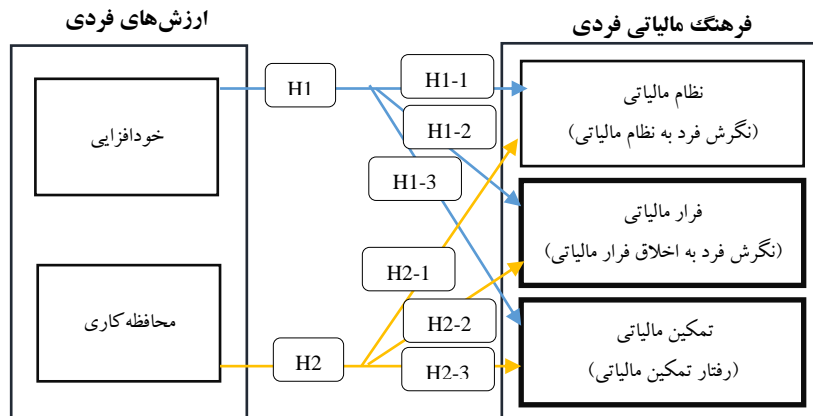 ارزش‌های فردی
فرهنگ مالیاتی فردی
خودافزایی
محافظه‌کاری
H1
H1-1
H1-2
H1-3
H2-1
H2-2
H2
H2-3
نظام مالیاتی
(نگرش فرد به نظام مالیاتی)
فرار مالیاتی
(نگرش فرد به اخلاق فرار مالیاتی)
تمکین مالیاتی
(رفتار تمکین مالیاتی)